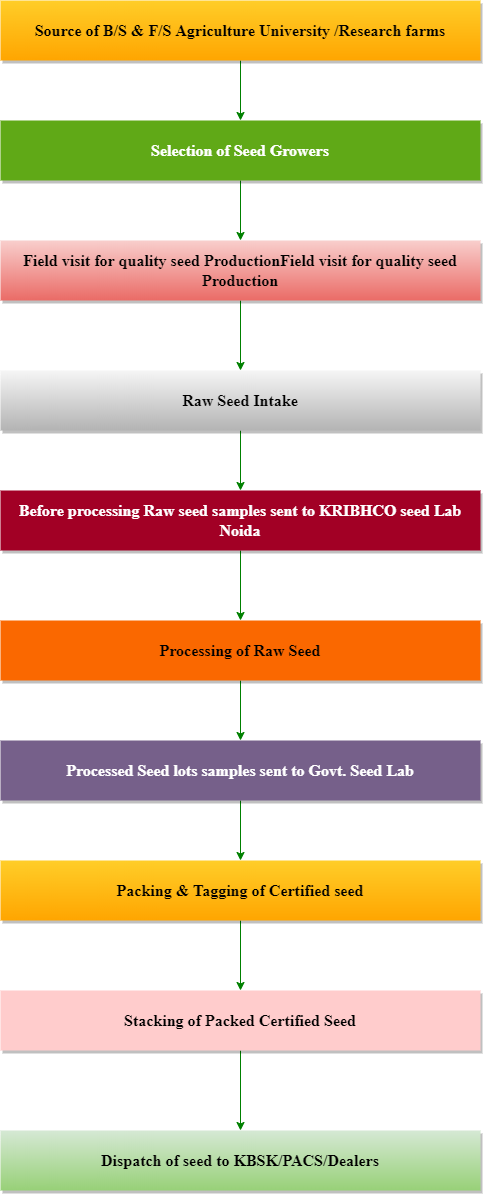 Source of B/S & F/S Agriculture University /Research farms
Selection of Seed Growers
Field visit for quality seed ProductionField visit for quality seed
Production
Raw Seed Intake
Before processing Raw seed samples sent to KRIBHCO seed Lab
Noida
Processing of Raw Seed
Processed Seed lots samples sent to Govt. Seed Lab
Packing & Tagging of Certified seed
Stacking of Packed Certified Seed
Dispatch of seed to KBSK/PACS/Dealers